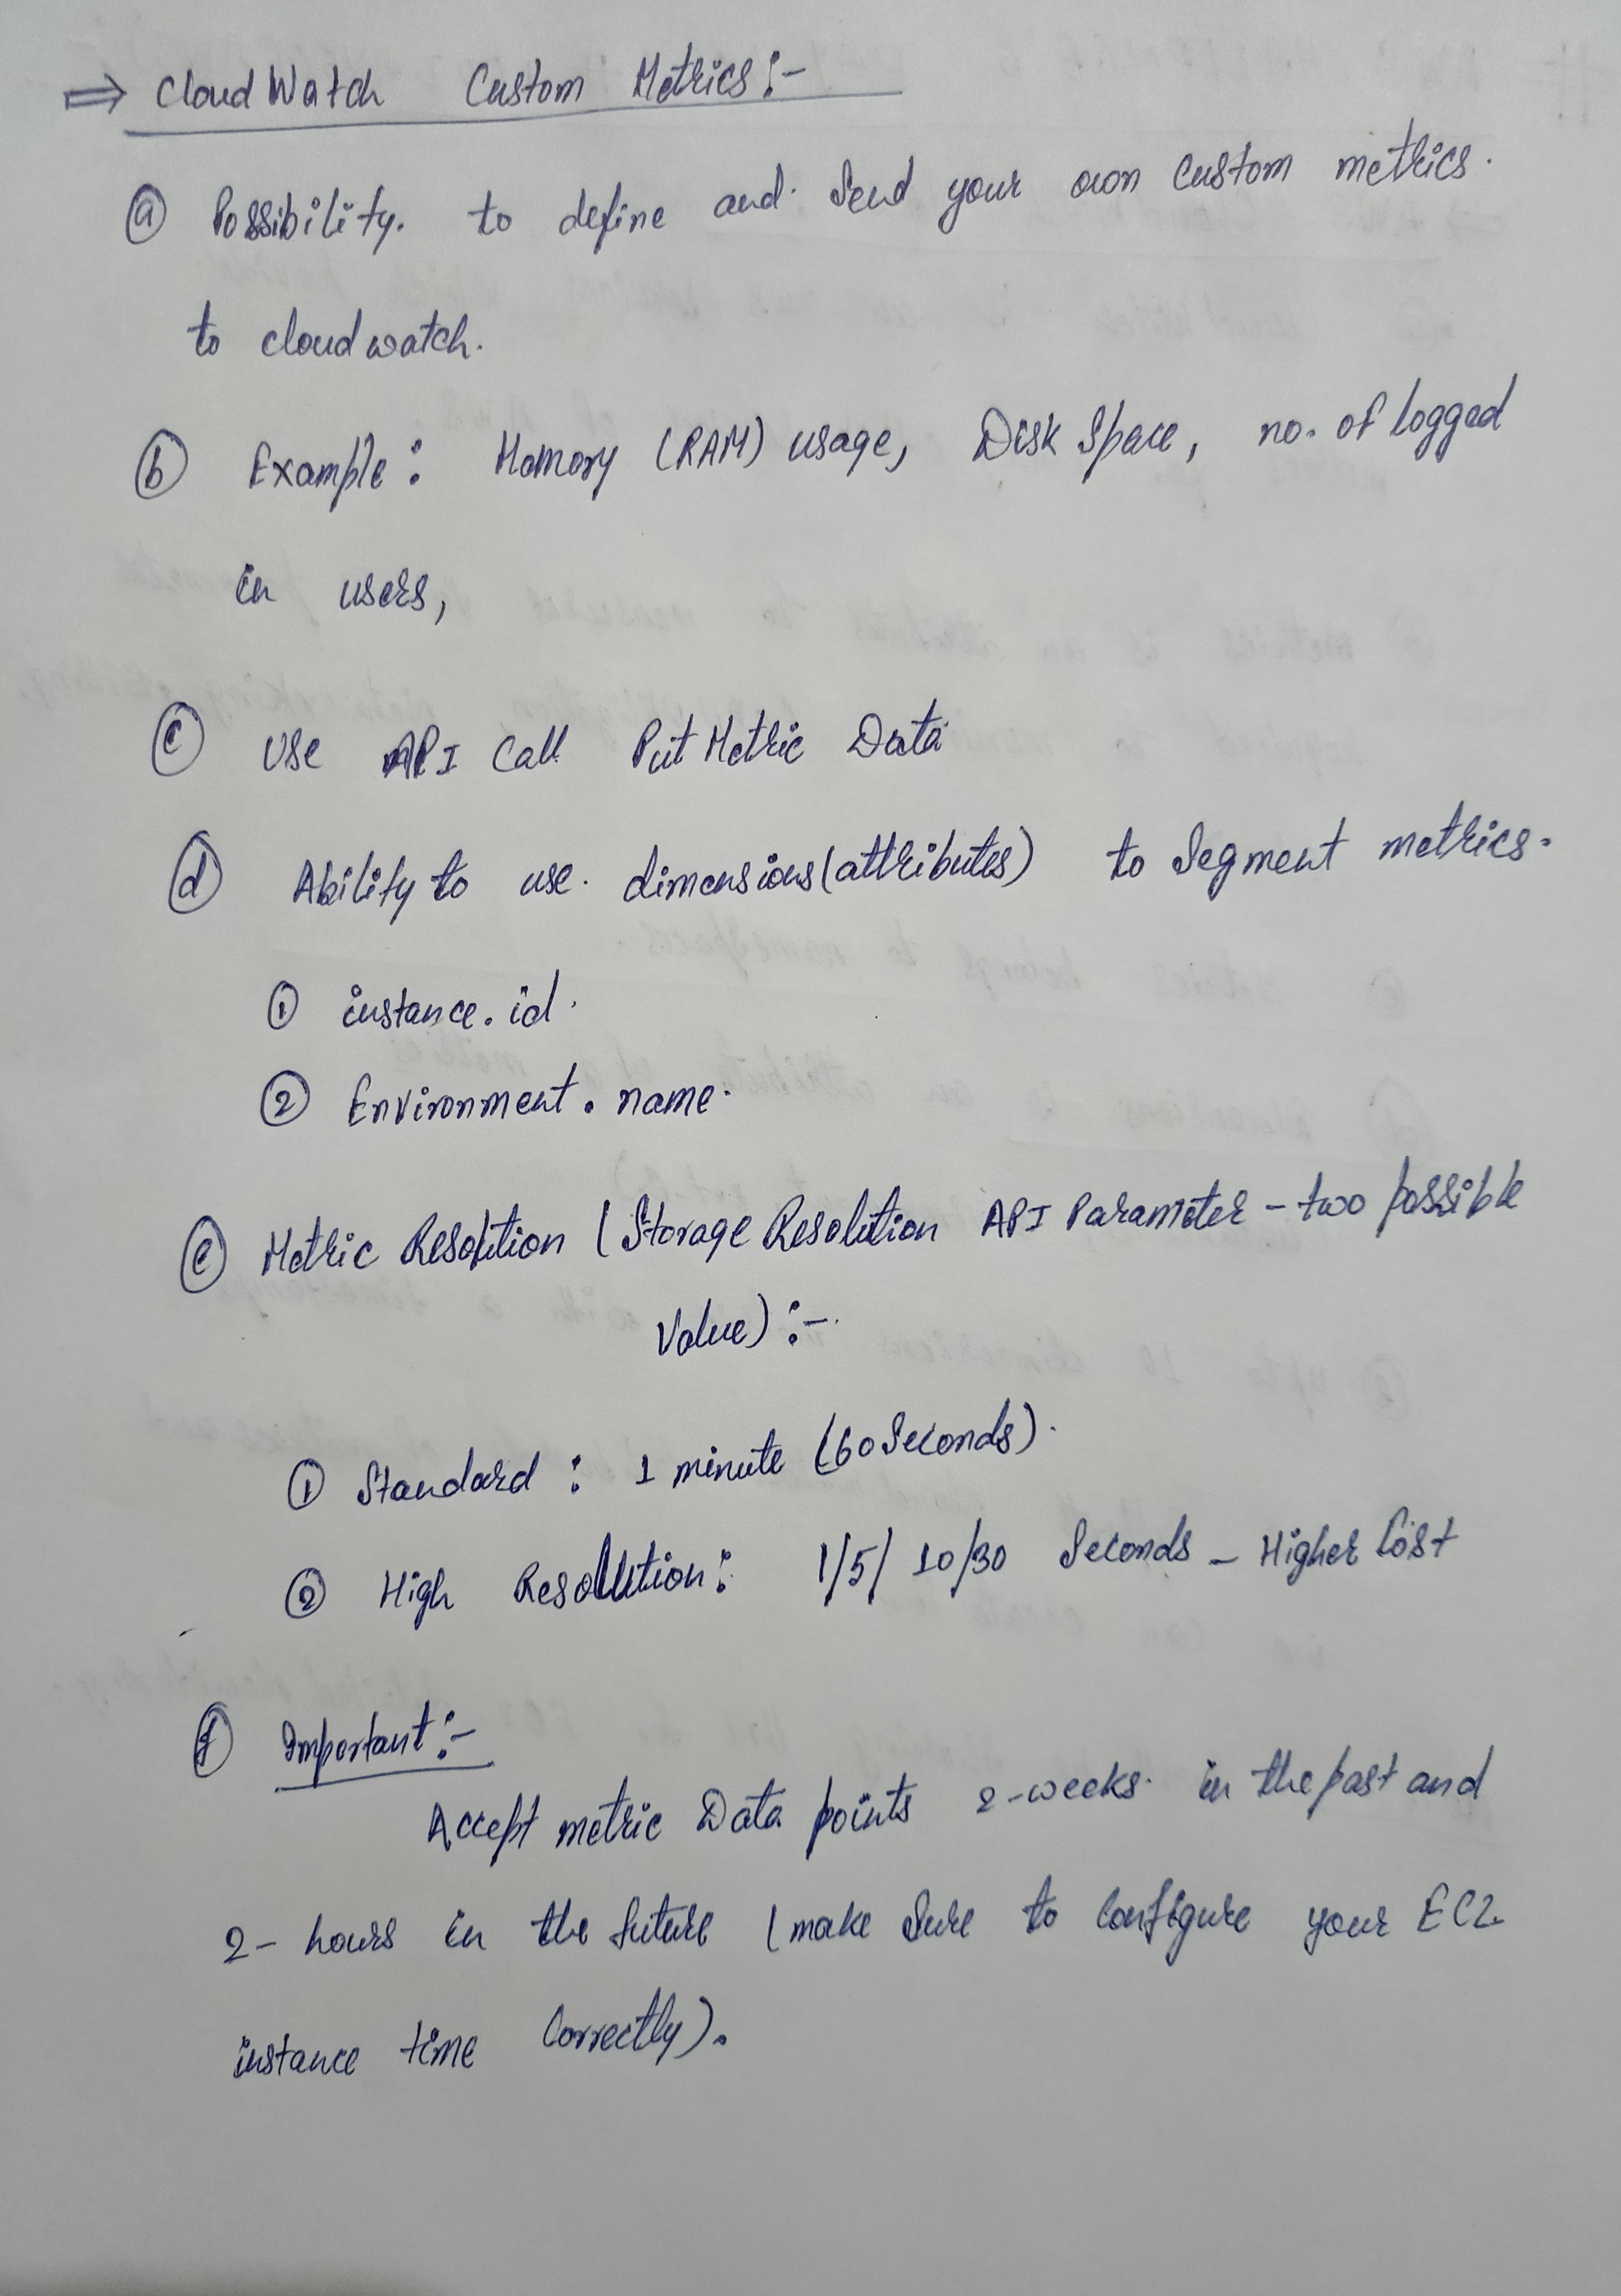 ⇒ Cloud Watch Custom Metrics :-
ⓐ Possibility. to define and. Send your own Custom metrics.
to cloud watch.
ⓑ Example : Memory (RAM) usage, Disk Space, no. of logged
in users,
ⓒ Use API Call Put Metric Data
ⓓ Ability to use. dimensions (attributes) to Segment metrics.
① instance. id.
② Environment. name.
ⓔ Metric Resolution (Storage Resolution API Parameter - two possible
Value) :-
① Standard : 1 minute (60 Seconds).
② High Resolution : 1/5/10/30 Seconds - Higher Cost
ⓕ Important :-
Accept metric Data points 2-weeks. in the past and
2- hours in the future (make Sure to Configure your EC2
instance time Correctly).